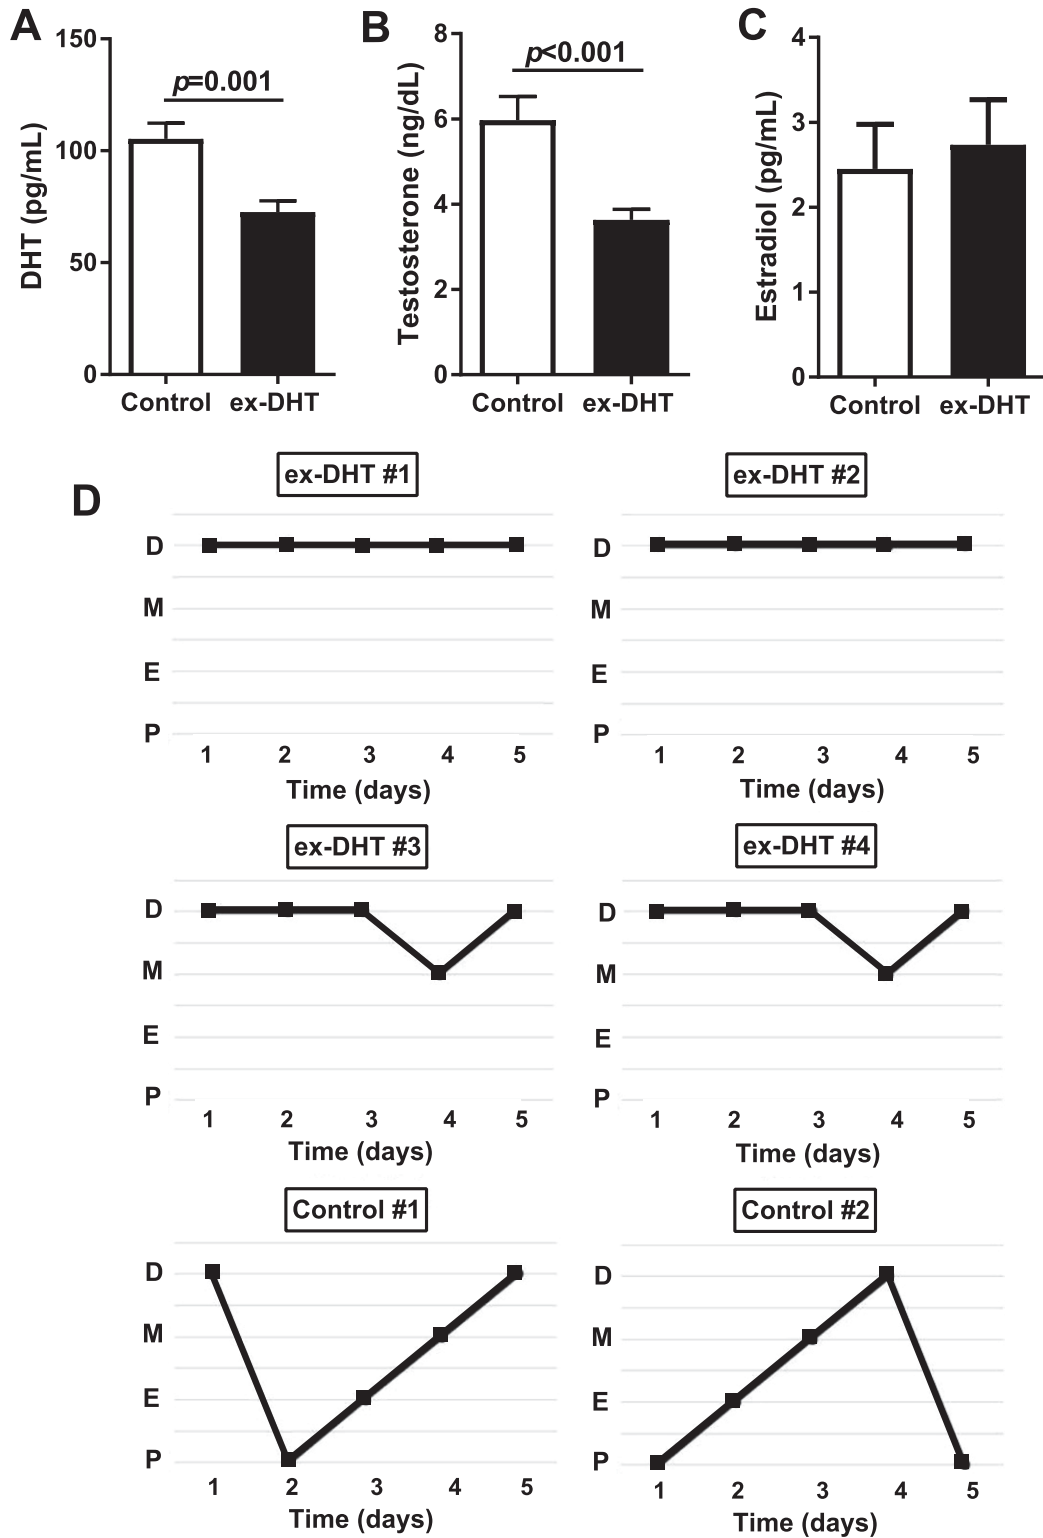 A
150
100
50
0
DHT (pg/mL)
p=0.001
Control ex-DHT
B
8
6
4
2
0
Testosterone (ng/dL)
p<0.001
Control ex-DHT
C
4
3
2
1
0
Estradiol (pg/mL)
Control ex-DHT
D
ex-DHT #1
D
M
E
P
1 2 3 4 5
Time (days)
ex-DHT #2
D
M
E
P
1 2 3 4 5
Time (days)
ex-DHT #3
D
M
E
P
1 2 3 4 5
Time (days)
ex-DHT #4
D
M
E
P
1 2 3 4 5
Time (days)
Control #1
D
M
E
P
1 2 3 4 5
Time (days)
Control #2
D
M
E
P
1 2 3 4 5
Time (days)